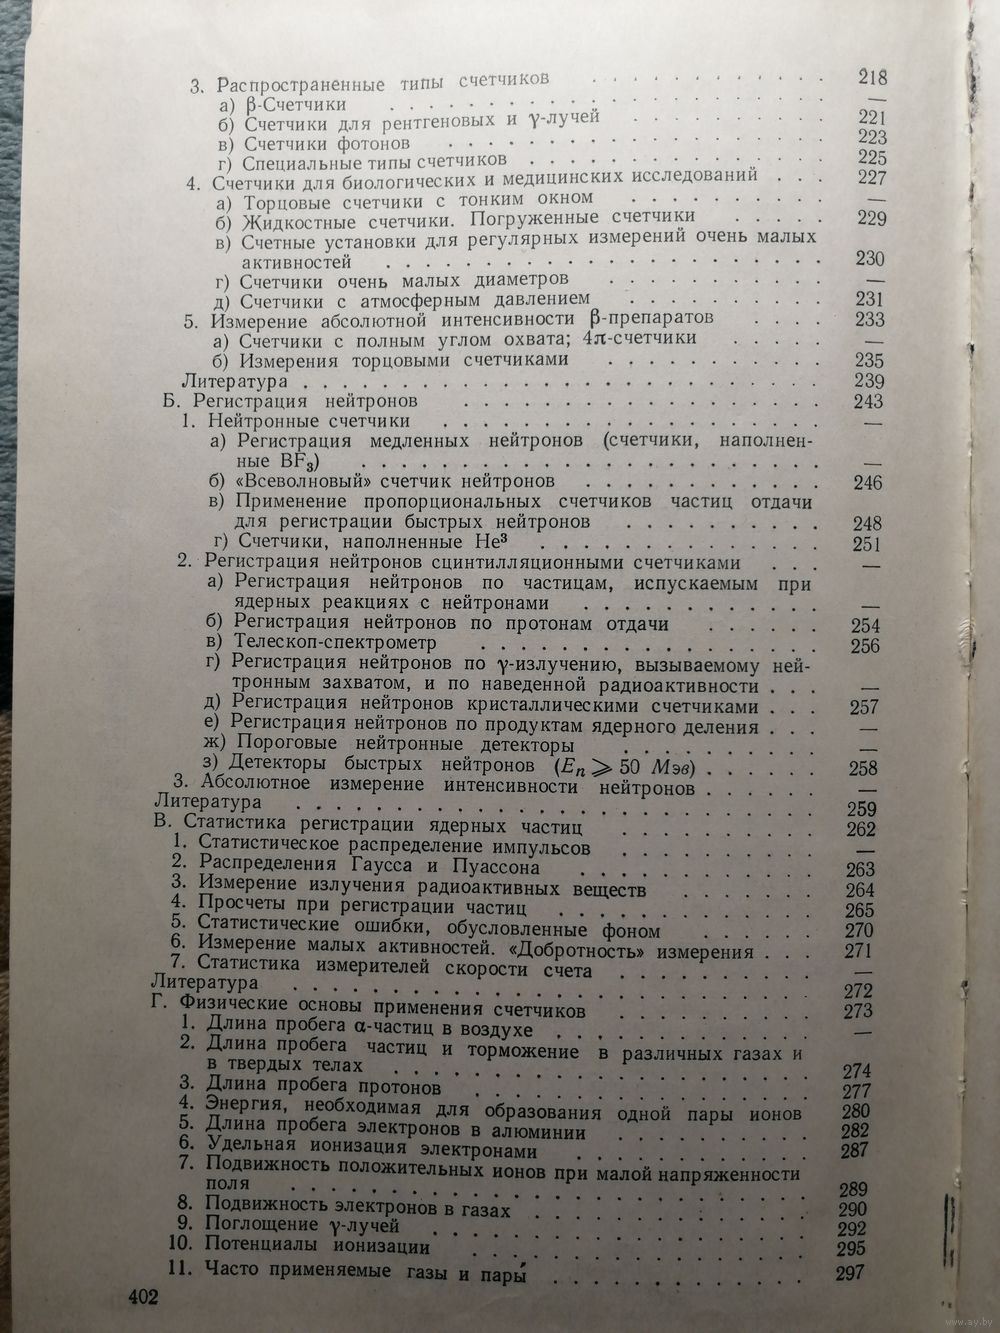 3. Распространенные типы счетчиков . . . . . . . . . . . 218
а) β-Счетчики . . . . . . . . . . . . . . . . . —
б) Счетчики для рентгеновых и γ-лучей . . . . . . . . 221
в) Счетчики фотонов . . . . . . . . . . . . . . . 223
г) Специальные типы счетчиков . . . . . . . . . . . . 225
4. Счетчики для биологических и медицинских исследований . . . 227
а) Торцовые счетчики с тонким окном . . . . . . . . . —
б) Жидкостные счетчики. Погруженные счетчики . . . . . 229
в) Счетные установки для регулярных измерений очень малых
активностей . . . . . . . . . . . . . . . . . 230
г) Счетчики очень малых диаметров . . . . . . . . . —
д) Счетчики с атмосферным давлением . . . . . . . . 231
5. Измерение абсолютной интенсивности β-препаратов . . . . 233
а) Счетчики с полным углом охвата; 4π-счетчики . . . . . —
б) Измерения торцовыми счетчиками . . . . . . . . . 235
Литература . . . . . . . . . . . . . . . . . . . . 239
Б. Регистрация нейтронов . . . . . . . . . . . . . . . 243
1. Нейтронные счетчики . . . . . . . . . . . . . . . —
а) Регистрация медленных нейтронов (счетчики, наполнен-
ные BF₃) . . . . . . . . . . . . . . . . . . —
б) «Всеволновый» счетчик нейтронов . . . . . . . . . . 246
в) Применение пропорциональных счетчиков частиц отдачи
для регистрации быстрых нейтронов . . . . . . . . 248
г) Счетчики, наполненные He³ . . . . . . . . . . . . 251
2. Регистрация нейтронов сцинтилляционными счетчиками . . . —
а) Регистрация нейтронов по частицам, испускаемым при
ядерных реакциях с нейтронами . . . . . . . . . . —
б) Регистрация нейтронов по протонам отдачи . . . . . . 254
в) Телескоп-спектрометр . . . . . . . . . . . . . . 256
г) Регистрация нейтронов по γ-излучению, вызываемому ней-
тронным захватом, и по наведенной радиоактивности . . . —
д) Регистрация нейтронов кристаллическими счетчиками . . . 257
е) Регистрация нейтронов по продуктам ядерного деления . . . —
ж) Пороговые нейтронные детекторы . . . . . . . . . —
з) Детекторы быстрых нейтронов (Eₙ ⩾ 50 Мэв) . . . . . . 258
3. Абсолютное измерение интенсивности нейтронов . . . . . . —
Литература . . . . . . . . . . . . . . . . . . . . 259
В. Статистика регистрации ядерных частиц . . . . . . . . . 262
1. Статистическое распределение импульсов . . . . . . . . —
2. Распределения Гаусса и Пуассона . . . . . . . . . . 263
3. Измерение излучения радиоактивных веществ . . . . . . . 264
4. Просчеты при регистрации частиц . . . . . . . . . . 265
5. Статистические ошибки, обусловленные фоном . . . . . . 270
6. Измерение малых активностей. «Добротность» измерения . . . 271
7. Статистика измерителей скорости счета . . . . . . . . —
Литература . . . . . . . . . . . . . . . . . . . . 272
Г. Физические основы применения счетчиков . . . . . . . . 273
1. Длина пробега α-частиц в воздухе . . . . . . . . . . —
2. Длина пробега частиц и торможение в различных газах и
в твердых телах . . . . . . . . . . . . . . . . 274
3. Длина пробега протонов . . . . . . . . . . . . . 277
4. Энергия, необходимая для образования одной пары ионов 280
5. Длина пробега электронов в алюминии . . . . . . . . 282
6. Удельная ионизация электронами . . . . . . . . . . 287
7. Подвижность положительных ионов при малой напряженности
поля . . . . . . . . . . . . . . . . . . . . 289
8. Подвижность электронов в газах . . . . . . . . . . . 290
9. Поглощение γ-лучей . . . . . . . . . . . . . . . 292
10. Потенциалы ионизации . . . . . . . . . . . . . . 295
11. Часто применяемые газы и пары . . . . . . . . . . . 297
402
www.ay.by